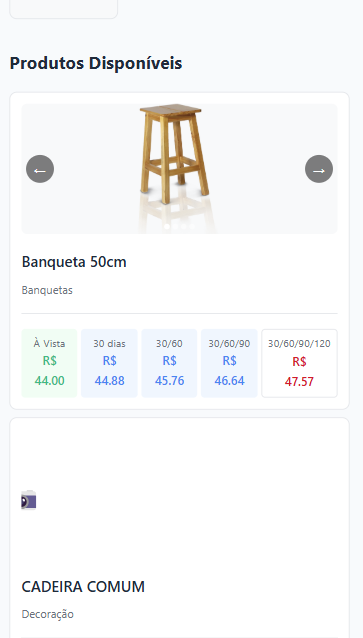 Produtos Disponíveis
←
→
Banqueta 50cm
Banquetas
À Vista
R$
44.00
30 dias
R$
44.88
30/60
R$
45.76
30/60/90
R$
46.64
30/60/90/120
R$
47.57
CADEIRA COMUM
Decoração